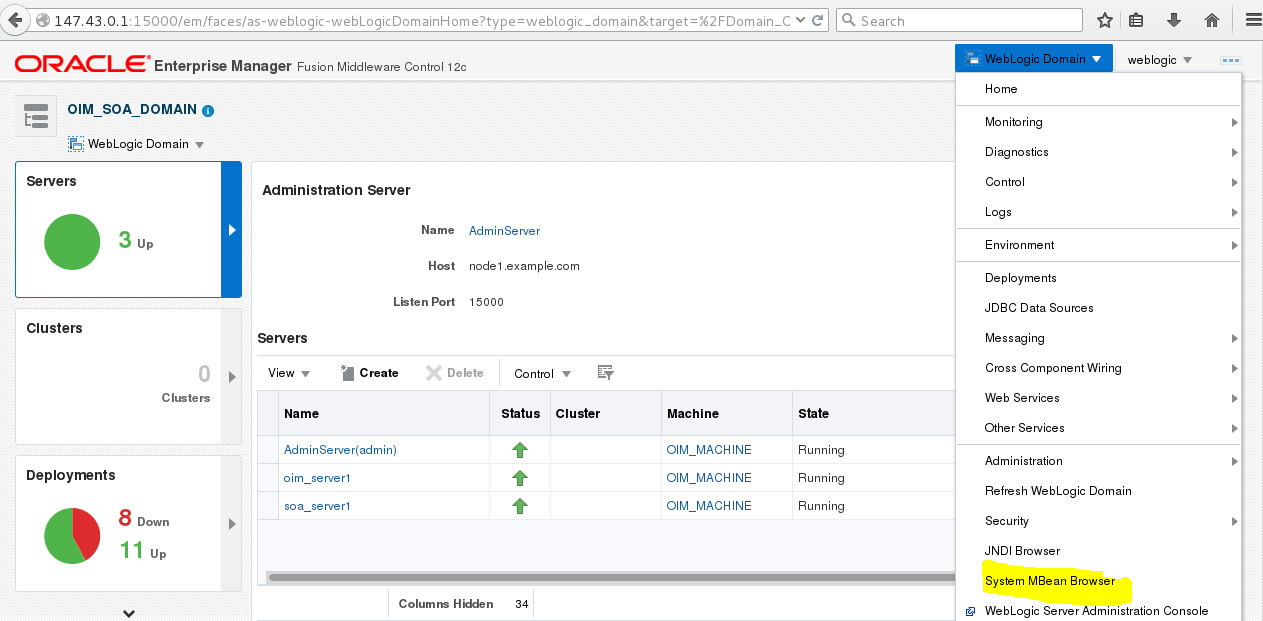 147.43.0.1:15000/em/faces/as-weblogic-webLogicDomainHome?type=weblogic_domain&target=%2FDomain_C
Search
ORACLE Enterprise Manager Fusion Middleware Control 12c
WebLogic Domain
weblogic
OIM_SOA_DOMAIN
WebLogic Domain
Servers
3 Up
Clusters
0
Clusters
Deployments
8 Down
11 Up
Administration Server
Name AdminServer
Host node1.example.com
Listen Port 15000
Servers
View Create Delete Control
Name Status Cluster Machine State
AdminServer(admin) OIM_MACHINE Running
oim_server1 OIM_MACHINE Running
soa_server1 OIM_MACHINE Running
Columns Hidden 34
Home
Monitoring
Diagnostics
Control
Logs
Environment
Deployments
JDBC Data Sources
Messaging
Cross Component Wiring
Web Services
Other Services
Administration
Refresh WebLogic Domain
Security
JNDI Browser
System MBean Browser
WebLogic Server Administration Console